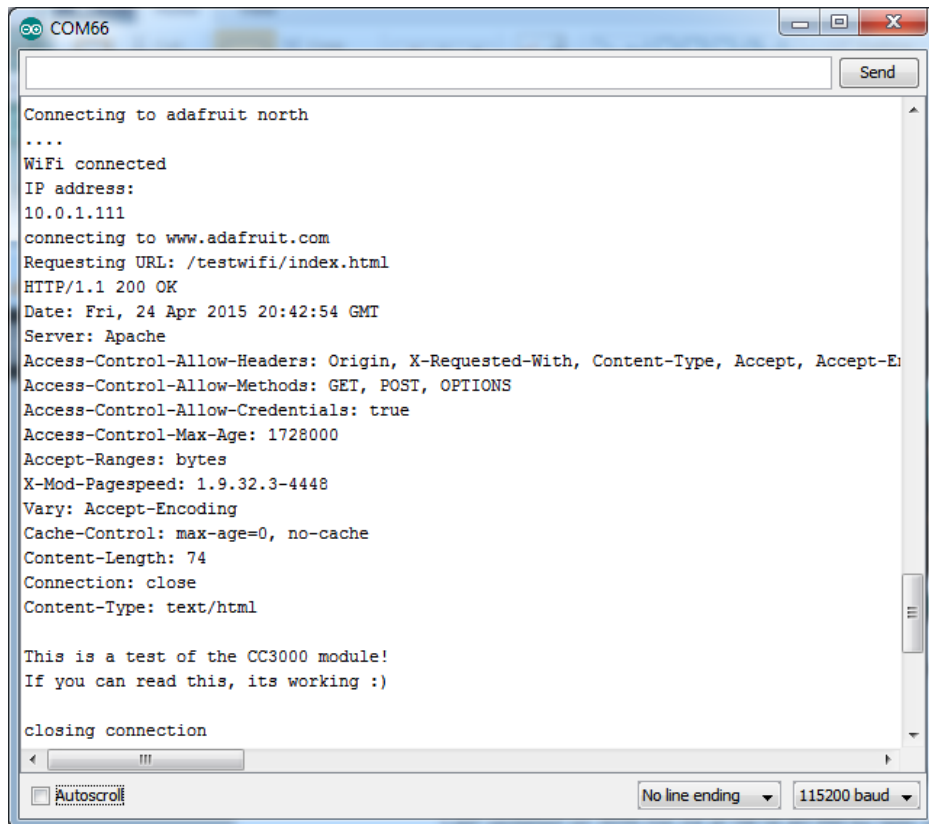 COM66
Send
Connecting to adafruit north
....
WiFi connected
IP address:
10.0.1.111
connecting to www.adafruit.com
Requesting URL: /testwifi/index.html
HTTP/1.1 200 OK
Date: Fri, 24 Apr 2015 20:42:54 GMT
Server: Apache
Access-Control-Allow-Headers: Origin, X-Requested-With, Content-Type, Accept, Accept-En
Access-Control-Allow-Methods: GET, POST, OPTIONS
Access-Control-Allow-Credentials: true
Access-Control-Max-Age: 1728000
Accept-Ranges: bytes
X-Mod-Pagespeed: 1.9.32.3-4448
Vary: Accept-Encoding
Cache-Control: max-age=0, no-cache
Content-Length: 74
Connection: close
Content-Type: text/html
This is a test of the CC3000 module!
If you can read this, its working :)
closing connection
Autoscroll
No line ending
115200 baud